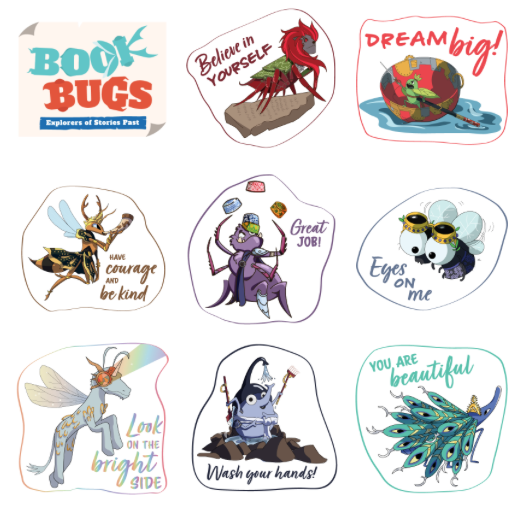 BOOK
BUGS
Explorers of Stories Past
Believe in
YOURSELF
DREAM big!
HAVE
courage
AND
be kind
Great
JOB!
Eyes
ON
me
Look
ON THE
bright
SIDE
Wash your hands!
YOU ARE
beautiful